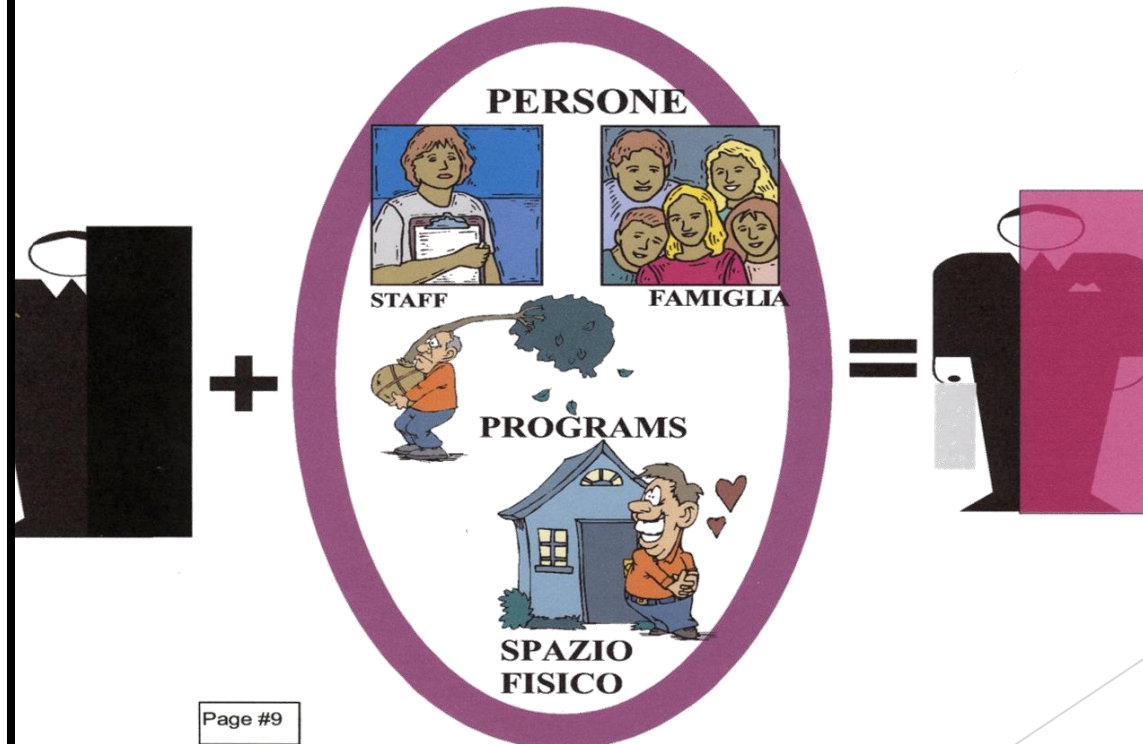 PERSONE
STAFF
FAMIGLIA
+
=
PROGRAMS
SPAZIO
FISICO
Page #9